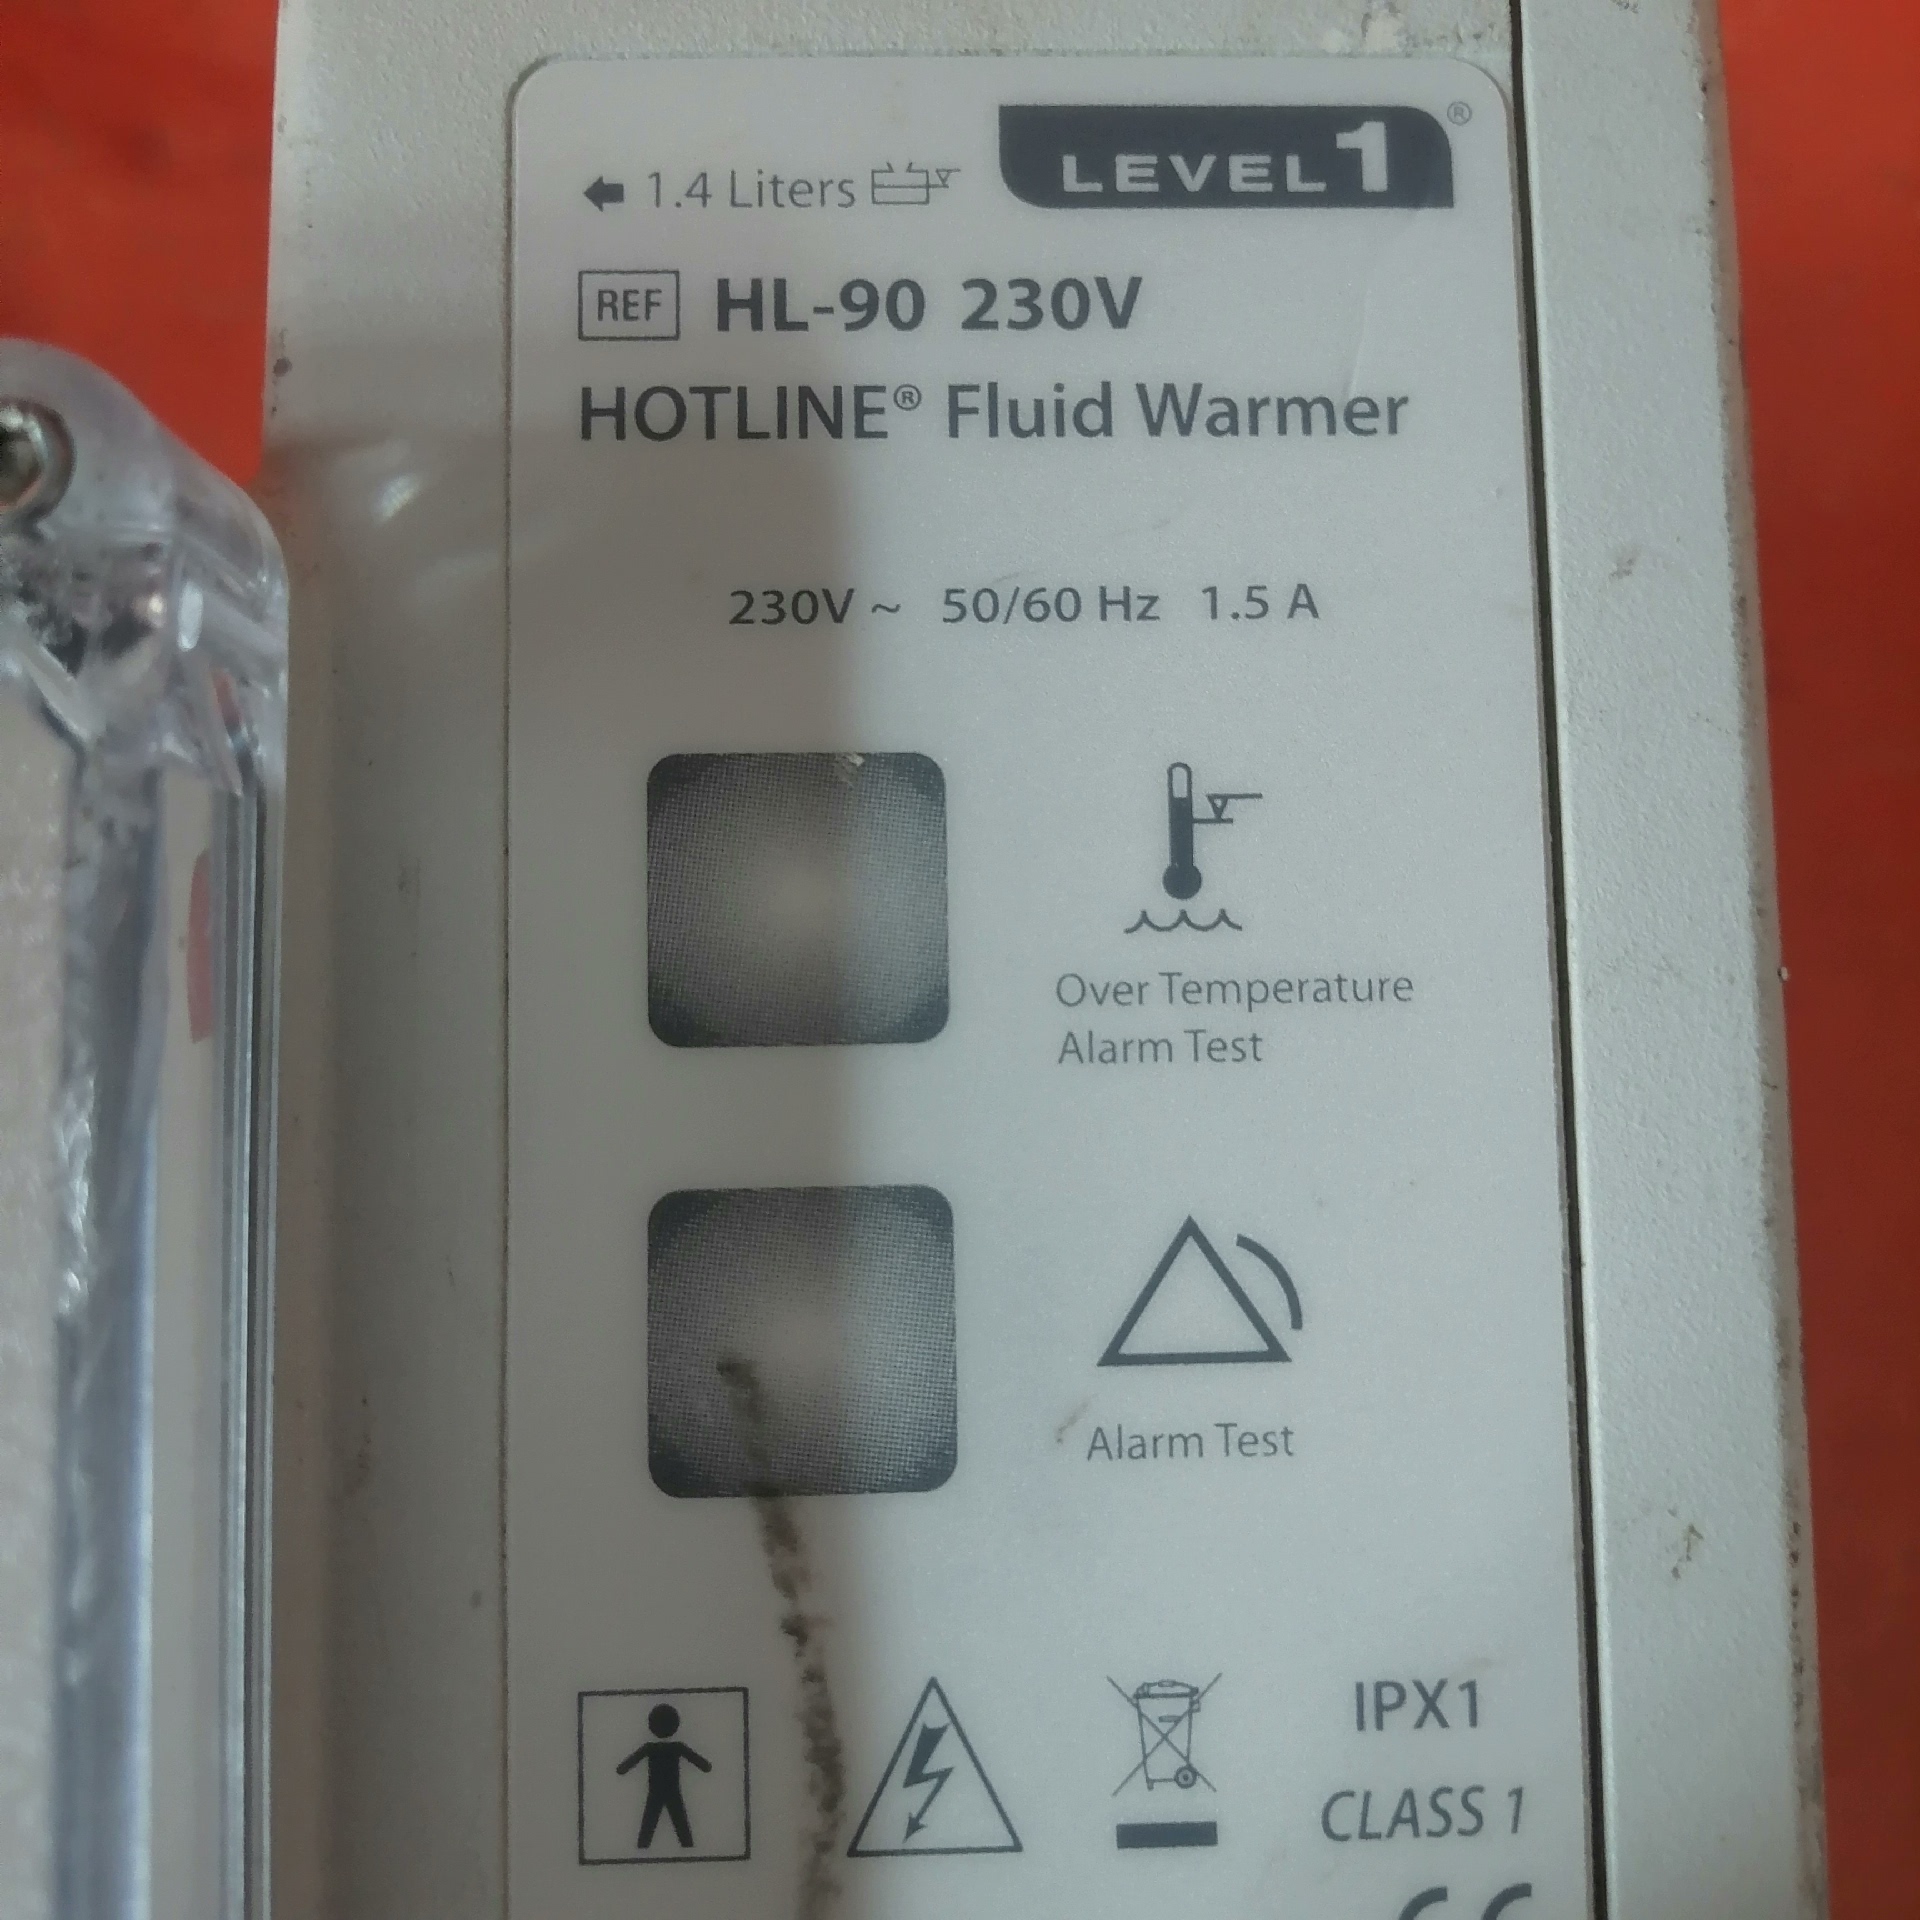 LEVEL 1®
1.4 Liters
REF HL-90 230V
HOTLINE® Fluid Warmer
230V ~ 50/60 Hz 1.5 A
Over Temperature
Alarm Test
Alarm Test
IPX1
CLASS 1